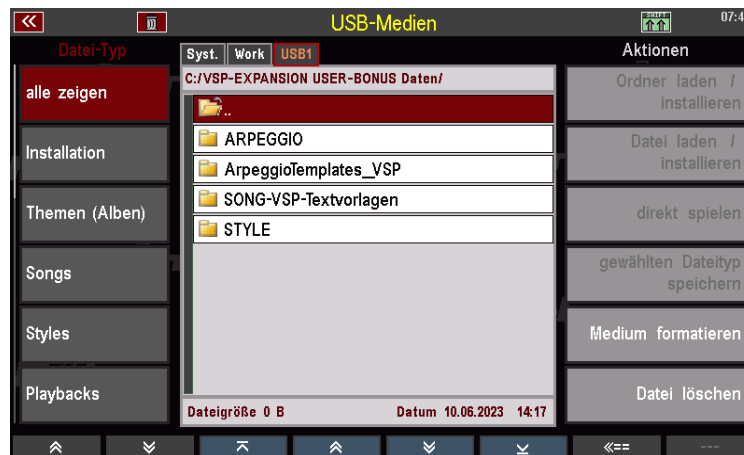 USB-Medien
SHIFT
07:4
Datei-Typ
Syst. Work USB1
Aktionen
C:/VSP-EXPANSION USER-BONUS Daten/
alle zeigen
Installation
Themen (Alben)
Songs
Styles
Playbacks
..
ARPEGGIO
ArpeggioTemplates_VSP
SONG-VSP-Textvorlagen
STYLE
Dateigröße 0 B Datum 10.06.2023 14:17
Ordner laden /
installieren
Datei laden /
installieren
direkt spielen
gewählten Dateityp
speichern
Medium formatieren
Datei löschen
«==
---